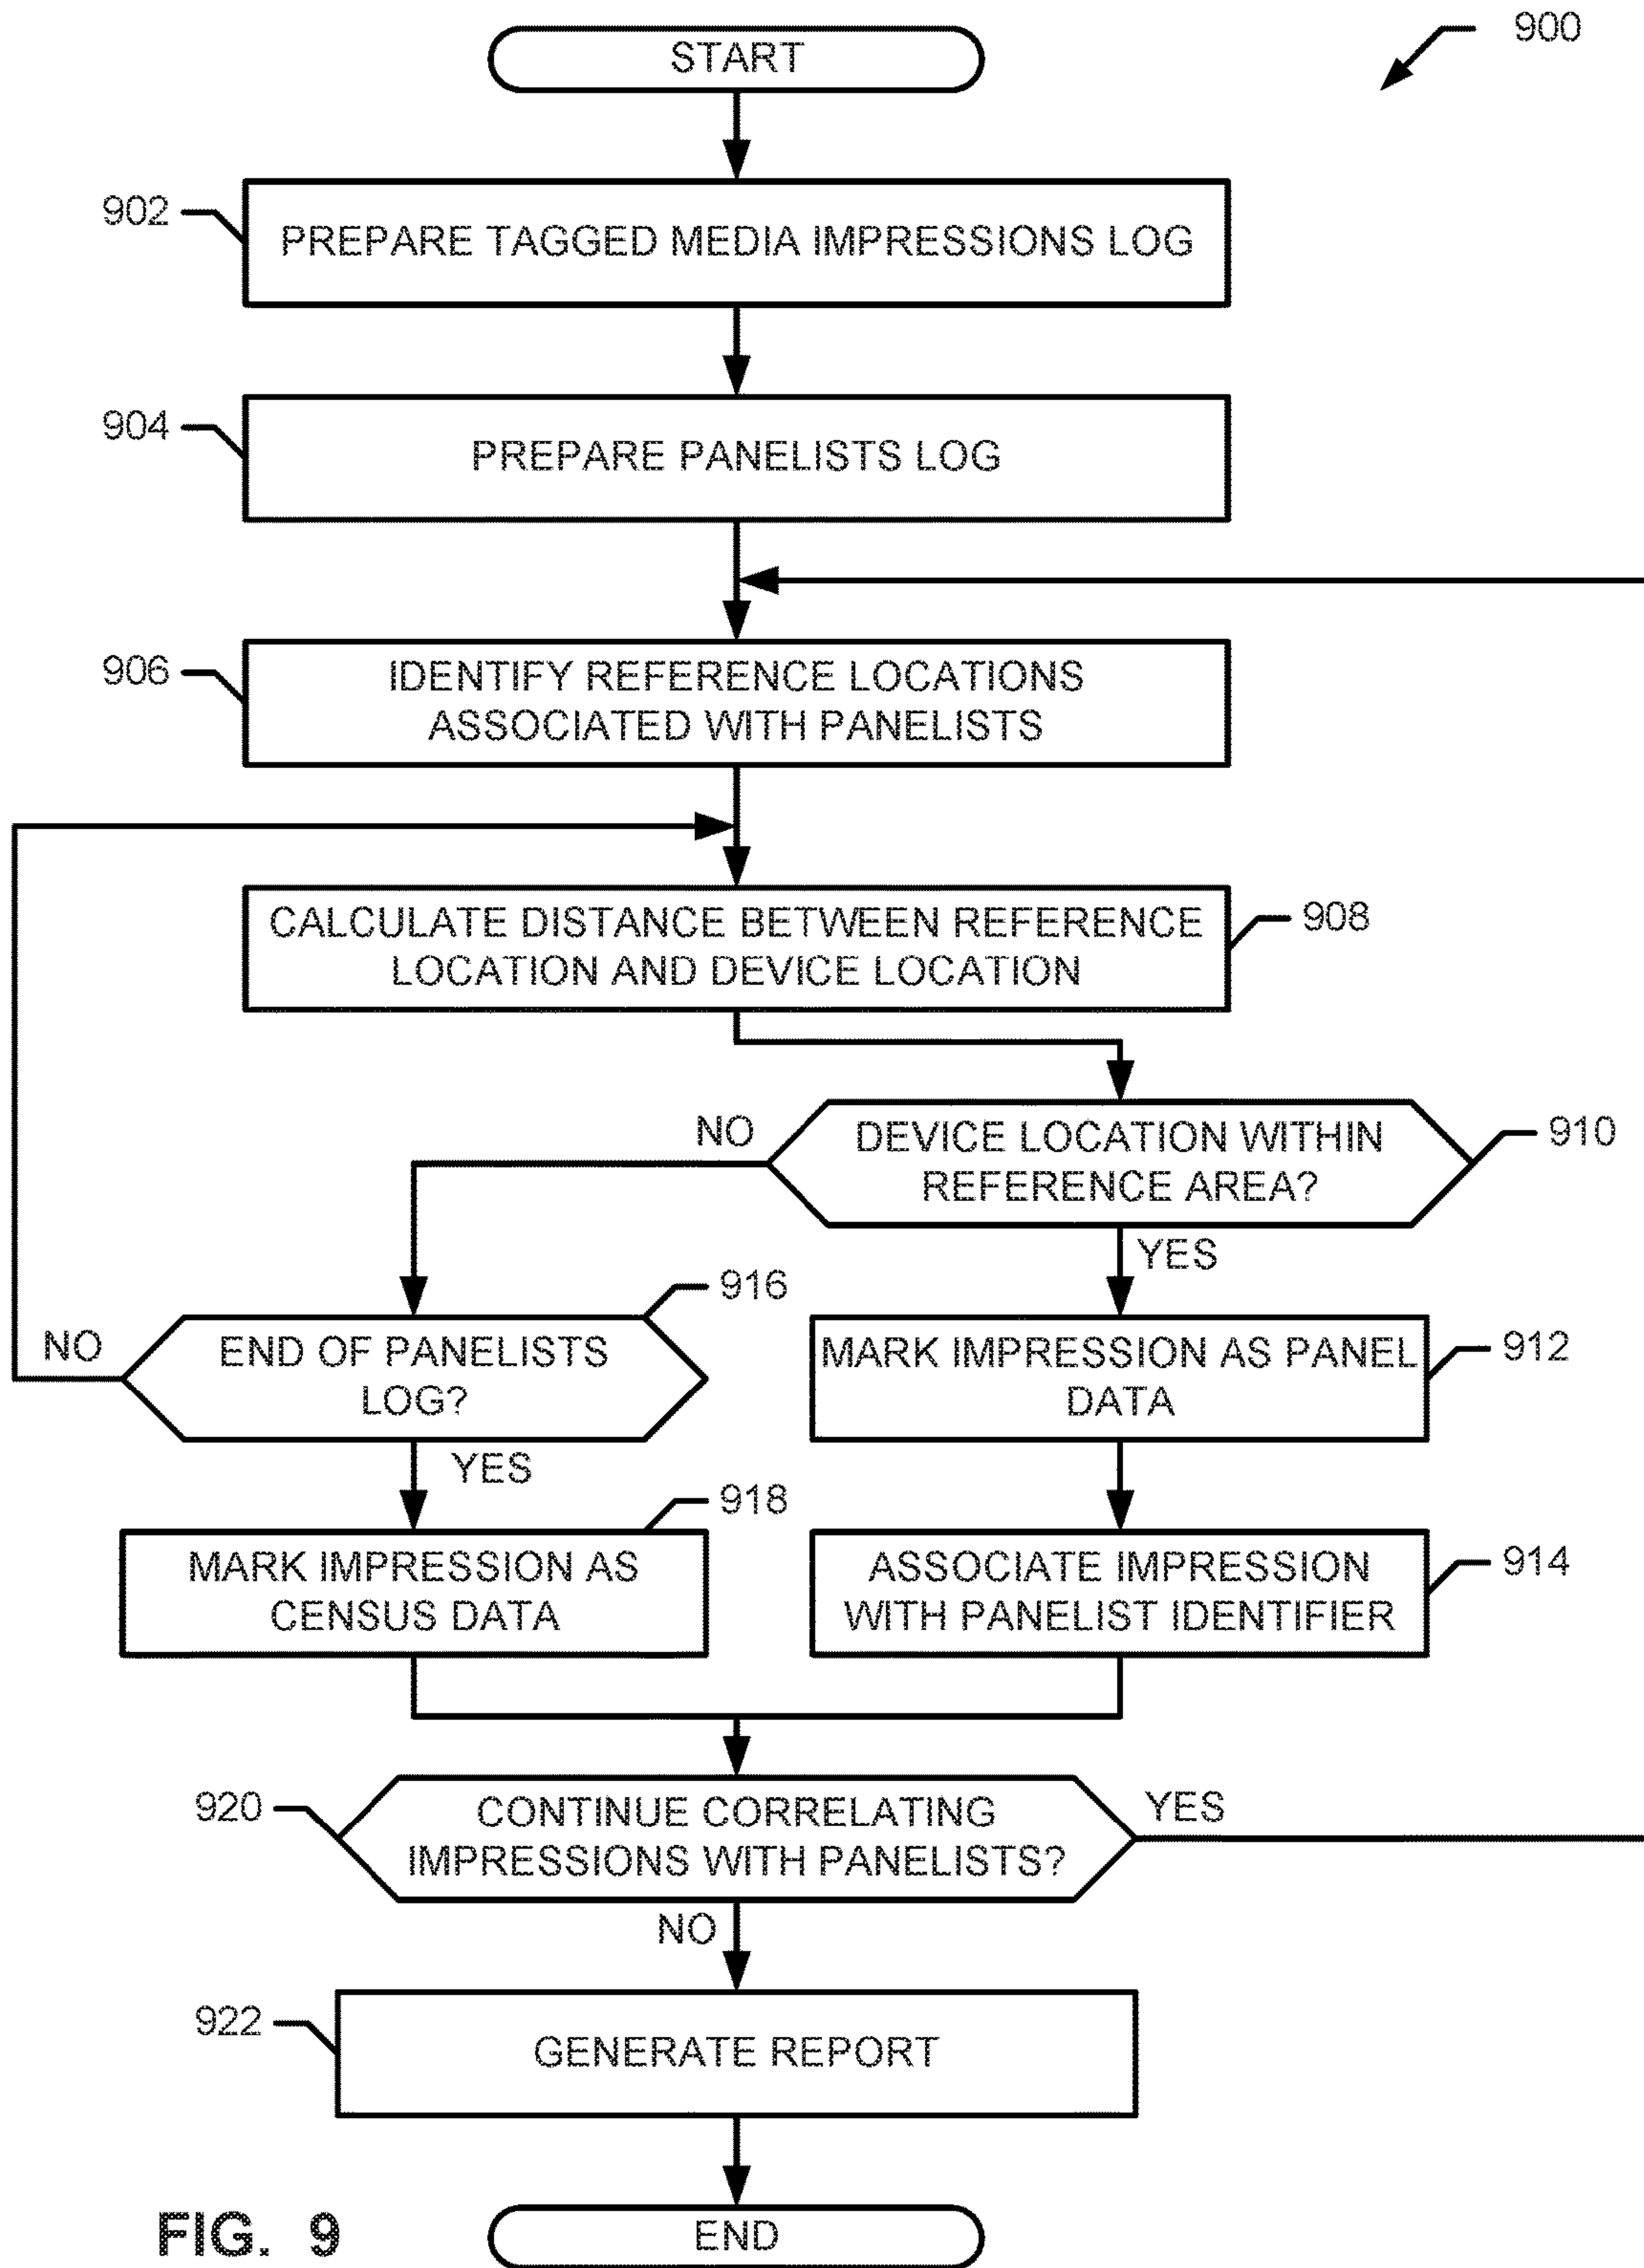 START
900
902
PREPARE TAGGED MEDIA IMPRESSIONS LOG
904
PREPARE PANELISTS LOG
906
IDENTIFY REFERENCE LOCATIONS
ASSOCIATED WITH PANELISTS
CALCULATE DISTANCE BETWEEN REFERENCE
LOCATION AND DEVICE LOCATION
908
NO
DEVICE LOCATION WITHIN
REFERENCE AREA?
910
YES
916
NO
END OF PANELISTS
LOG?
MARK IMPRESSION AS PANEL
DATA
912
YES
918
MARK IMPRESSION AS
CENSUS DATA
ASSOCIATE IMPRESSION
WITH PANELIST IDENTIFIER
914
920
CONTINUE CORRELATING
IMPRESSIONS WITH PANELISTS?
YES
NO
922
GENERATE REPORT
FIG. 9
END